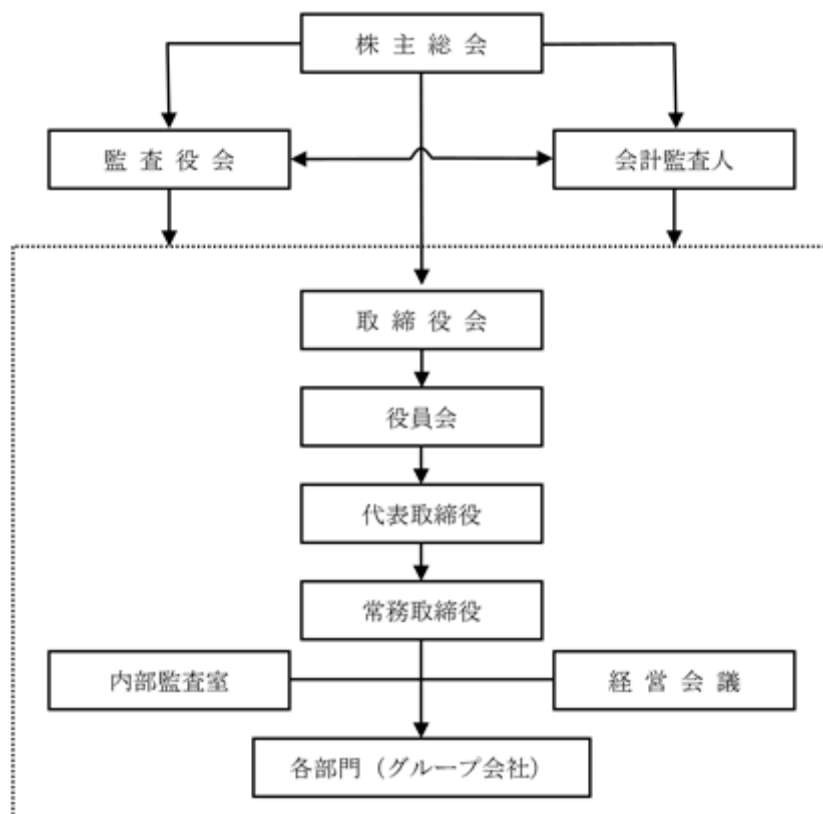 株主総会
監査役会
会計監査人
取締役会
役員会
代表取締役
常務取締役
内部監査室
経営会議
各部門（グループ会社）